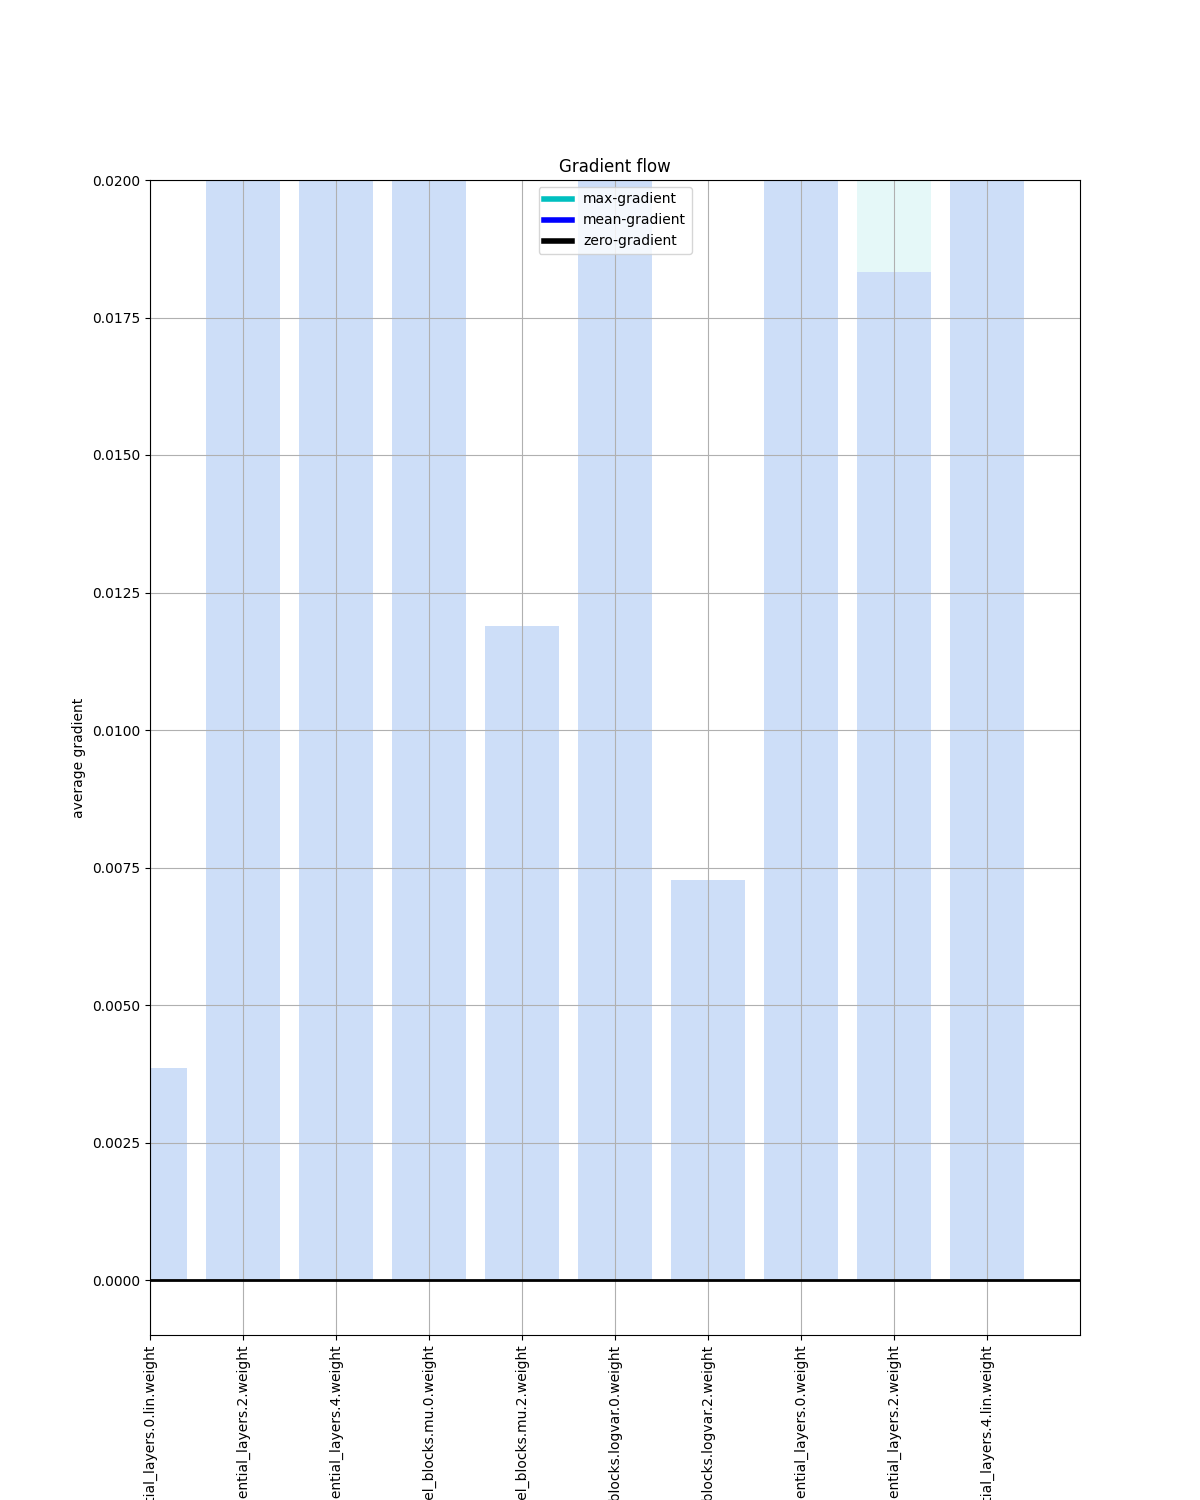 Gradient flow
max-gradient
mean-gradient
zero-gradient
0.0200
0.0175
0.0150
0.0125
0.0100
0.0075
0.0050
0.0025
0.0000
average gradient
tial_layers.0.lin.weight
ential_layers.2.weight
ential_layers.4.weight
el_blocks.mu.0.weight
el_blocks.mu.2.weight
blocks.logvar.0.weight
blocks.logvar.2.weight
ential_layers.0.weight
ential_layers.2.weight
tial_layers.4.lin.weight